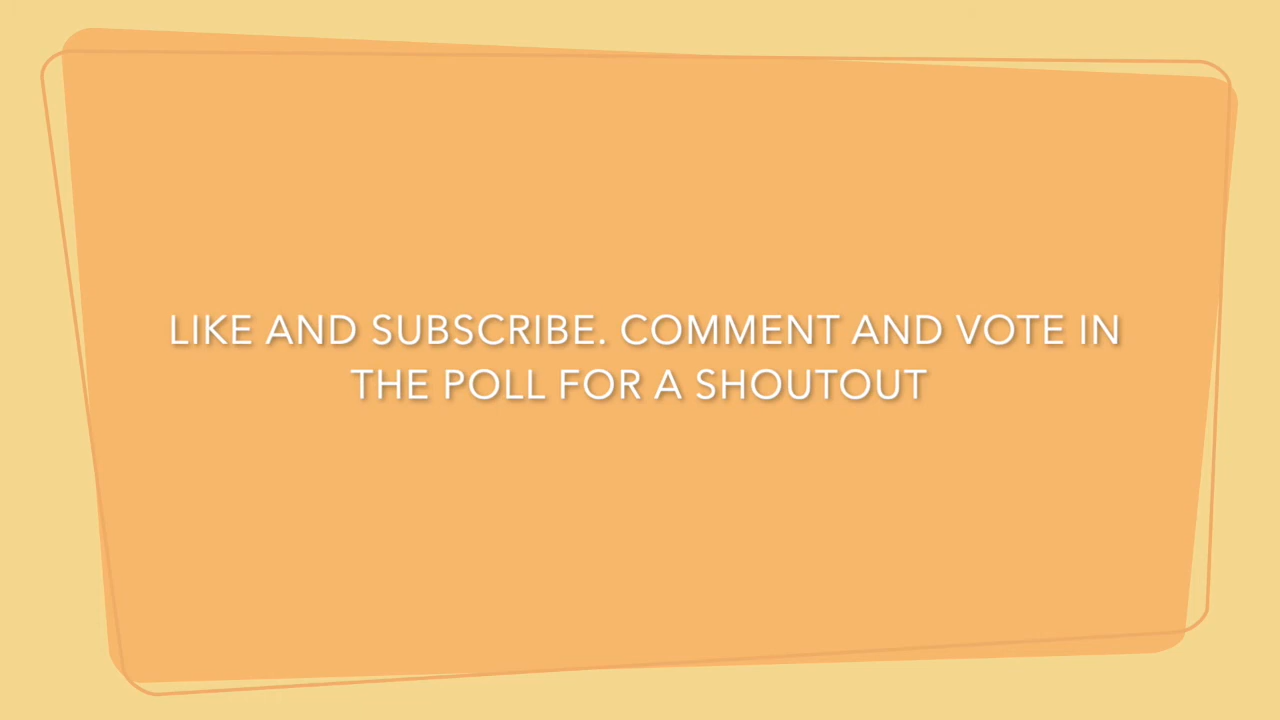 LIKE AND SUBSCRIBE. COMMENT AND VOTE IN
THE POLL FOR A SHOUTOUT